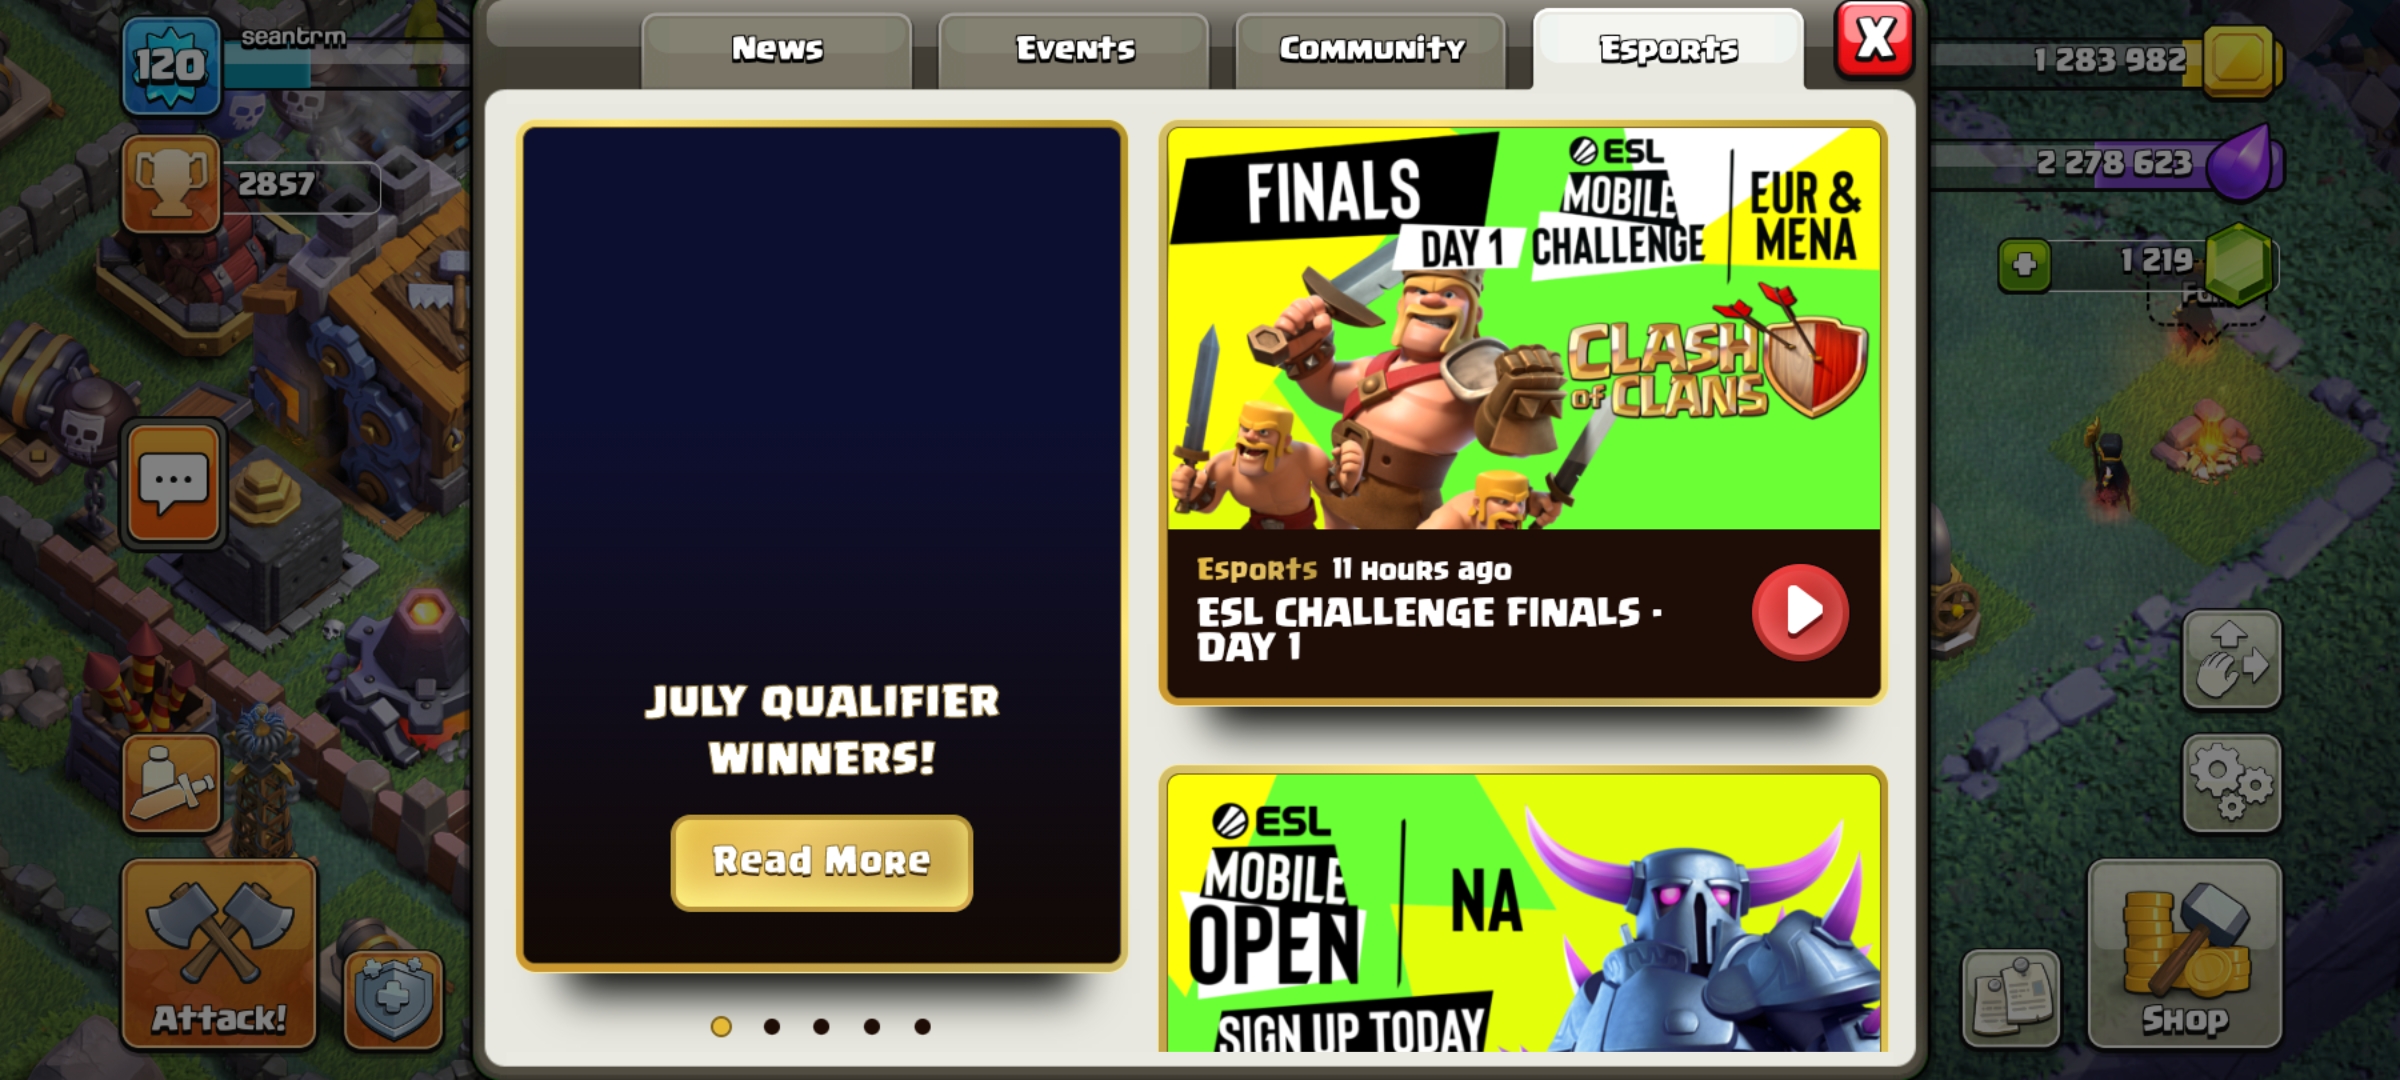 seantrm
120
2857
News
Events
Community
Esports
X
1 283 982
2 278 623
1 219
JULY QUALIFIER
WINNERS!
Read More
FINALS
DAY 1
ESL
MOBILE
CHALLENGE
EUR &
MENA
CLASH
OF CLANS
Esports 11 hours ago
ESL CHALLENGE FINALS -
DAY 1
ESL
MOBILE
OPEN
NA
SIGN UP TODAY
Attack!
Shop